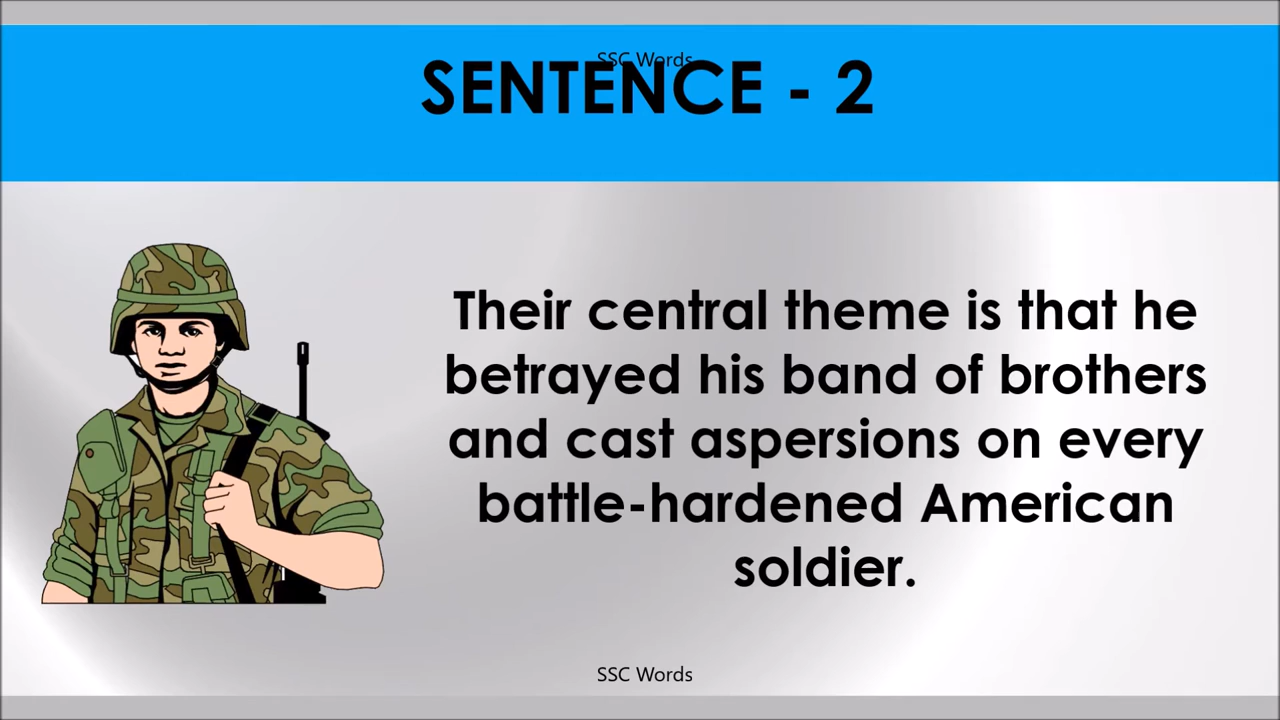 SSC Words
SENTENCE - 2
Their central theme is that he
betrayed his band of brothers
and cast aspersions on every
battle-hardened American
soldier.
SSC Words